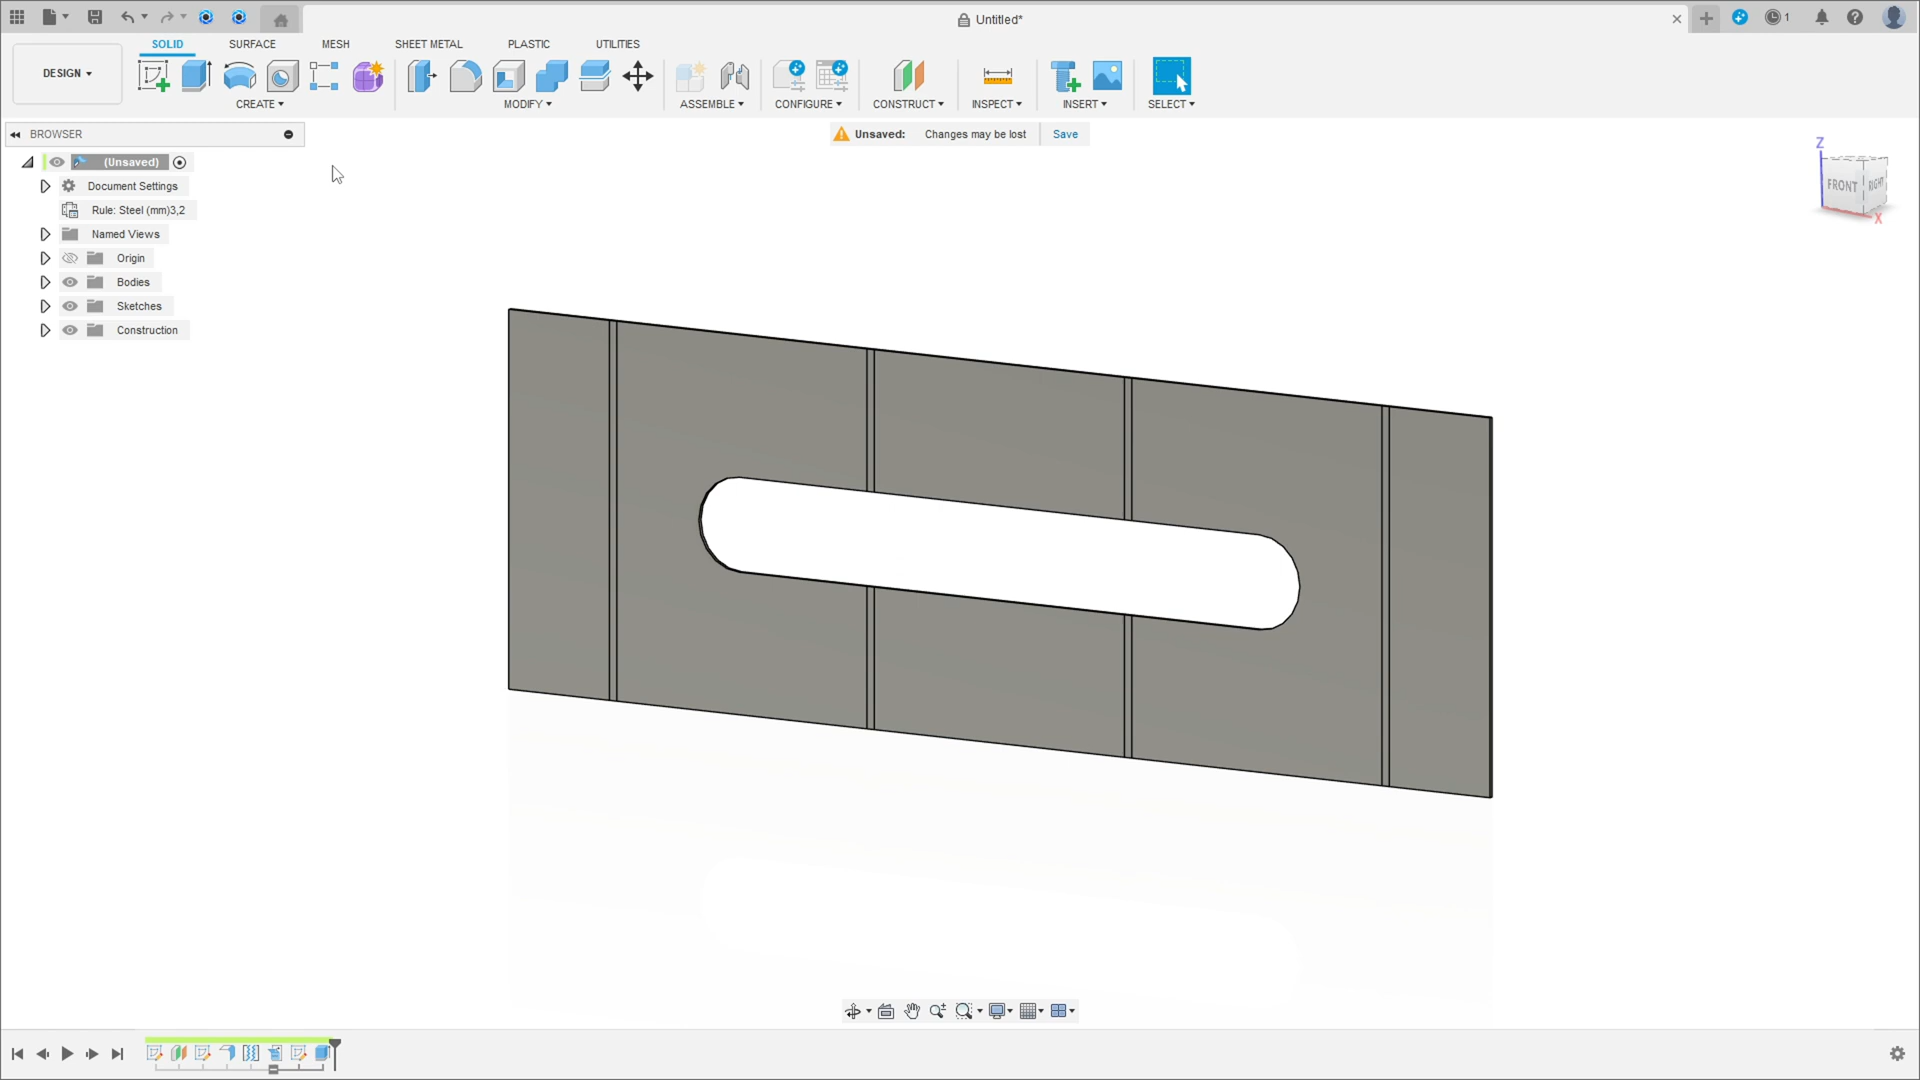 Untitled*
1
DESIGN
SOLID
SURFACE
MESH
SHEET METAL
PLASTIC
UTILITIES
CREATE
MODIFY
ASSEMBLE
CONFIGURE
CONSTRUCT
INSPECT
INSERT
SELECT
BROWSER
Unsaved: Changes may be lost Save
(Unsaved)
Document Settings
Rule: Steel (mm)3,2
Named Views
Origin
Bodies
Sketches
Construction
Z
FRONT
RIGHT
X